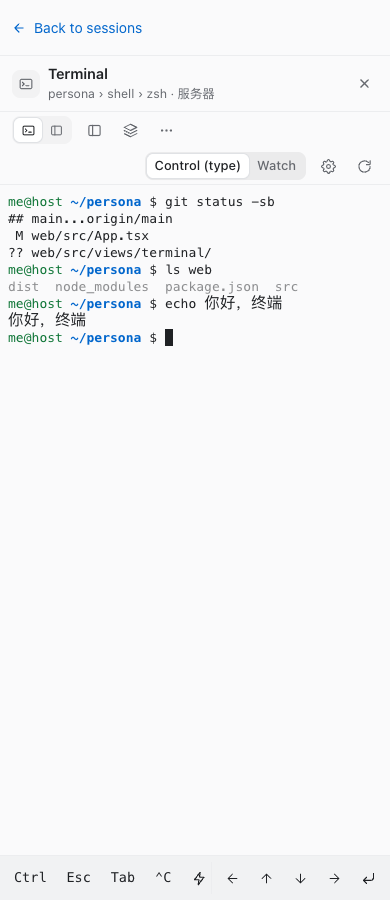 Back to sessions
Terminal
persona › shell › zsh · 服务器
Control (type) Watch
me@host ~/persona $ git status -sb
## main...origin/main
 M web/src/App.tsx
?? web/src/views/terminal/
me@host ~/persona $ ls web
dist  node_modules  package.json  src
me@host ~/persona $ echo 你好，终端
你好，终端
me@host ~/persona $
Ctrl Esc Tab ⌃C